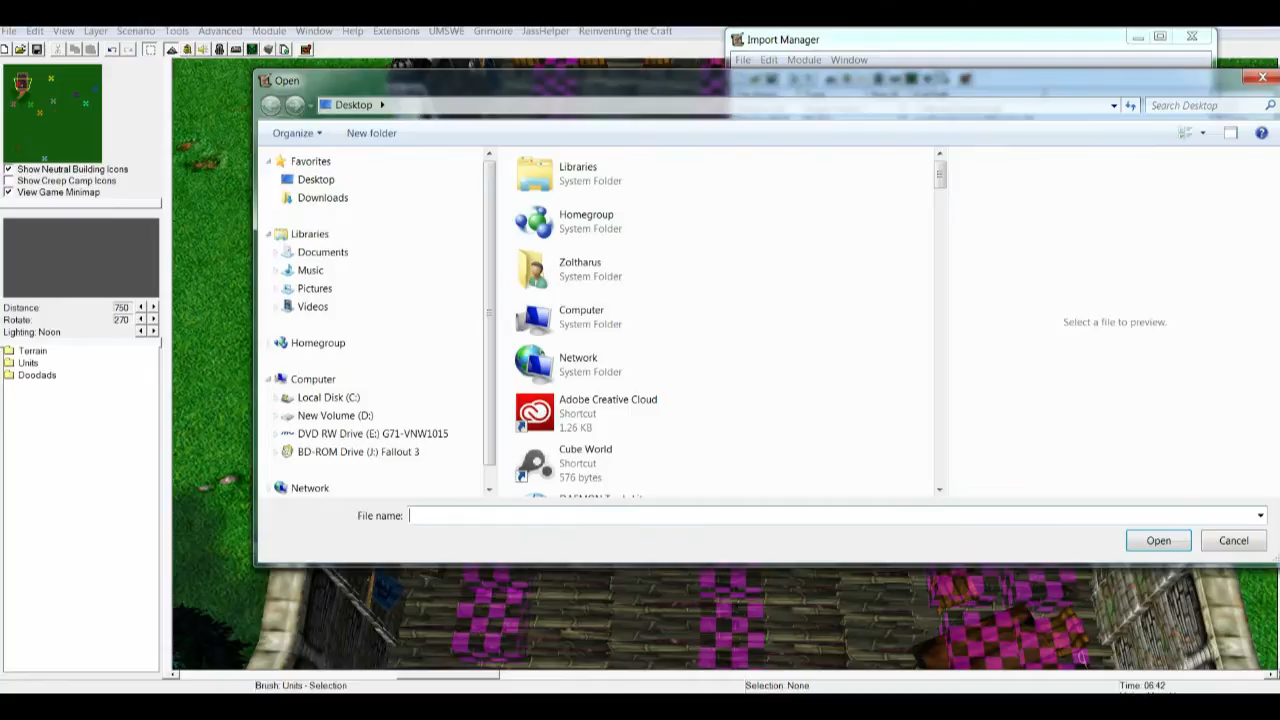 File Edit View Layer Scenario Tools Advanced Module Window Help Extensions UMSWE Grimoire JassHelper Reinventing the Craft
Import Manager
File Edit Module Window
Open
Desktop
Search Desktop
Organize New folder
Show Neutral Building Icons
Show Creep Camp Icons
View Game Minimap
Distance: 750
Rotate: 270
Lighting: Noon
Terrain
Units
Doodads
Favorites
Desktop
Downloads
Libraries
Documents
Music
Pictures
Videos
Homegroup
Computer
Local Disk (C:)
New Volume (D:)
DVD RW Drive (E:) G71-VNW1015
BD-ROM Drive (J:) Fallout 3
Network
Libraries
System Folder
Homegroup
System Folder
Zoltharus
System Folder
Computer
System Folder
Network
System Folder
Adobe Creative Cloud
Shortcut
1.26 KB
Cube World
Shortcut
576 bytes
Select a file to preview.
File name:
Open Cancel
Brush: Units - Selection
Selection: None
Time: 06:42